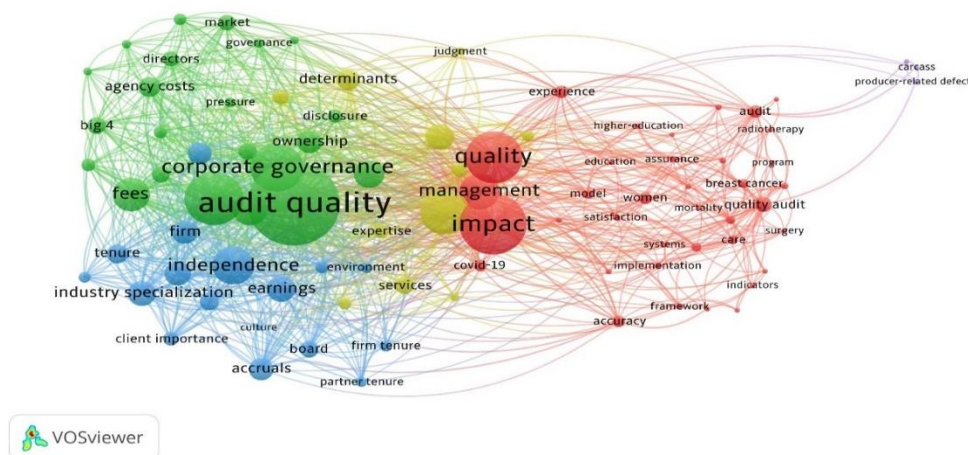 market
governance
judgment
directors
determinants
agency costs
pressure
disclosure
big 4
ownership
corporate governance
fees
audit quality
firm
expertise
tenure
independence
environment
industry specialization
earnings
services
culture
client importance
board
firm tenure
accruals
partner tenure
carcass
producer-related defect
experience
audit
higher-education
radiotherapy
quality
education
assurance
program
management
model
women
breast cancer
mortality
quality audit
impact
satisfaction
surgery
systems
care
covid-19
implementation
indicators
framework
accuracy
VOSviewer